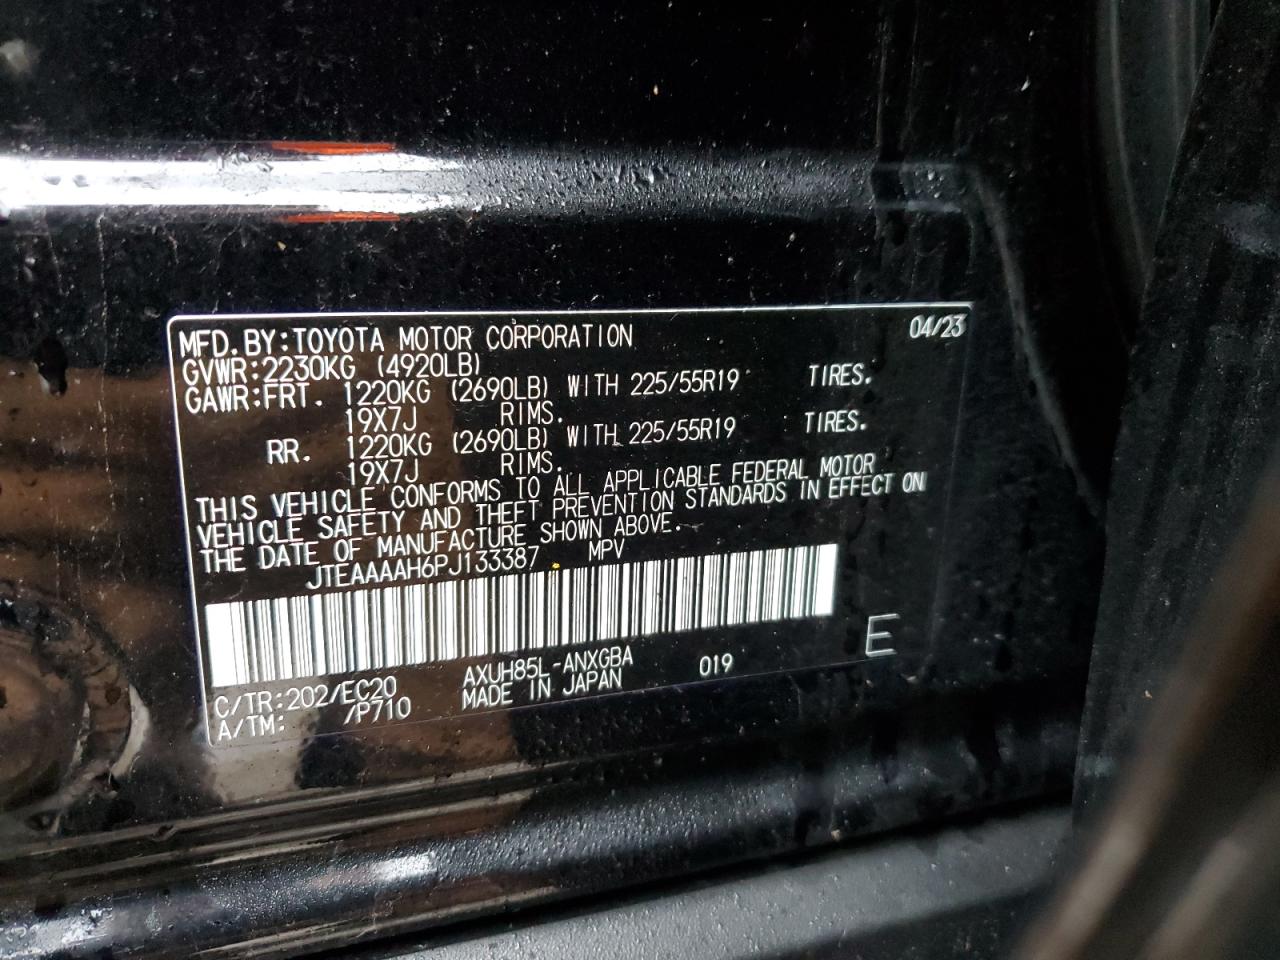 MFD.BY:TOYOTA MOTOR CORPORATION 04/23
GVWR:2230KG (4920LB)
GAWR:FRT. 1220KG (2690LB) WITH 225/55R19 TIRES.
19X7J RIMS.
RR. 1220KG (2690LB) WITH 225/55R19 TIRES.
19X7J RIMS.
THIS VEHICLE CONFORMS TO ALL APPLICABLE FEDERAL MOTOR
VEHICLE SAFETY AND THEFT PREVENTION STANDARDS IN EFFECT ON
THE DATE OF MANUFACTURE SHOWN ABOVE.
JTEAAAAH6PJ133387 MPV
E
C/TR:202/EC20 AXUH85L-ANXGBA 019
A/TM: /P710 MADE IN JAPAN